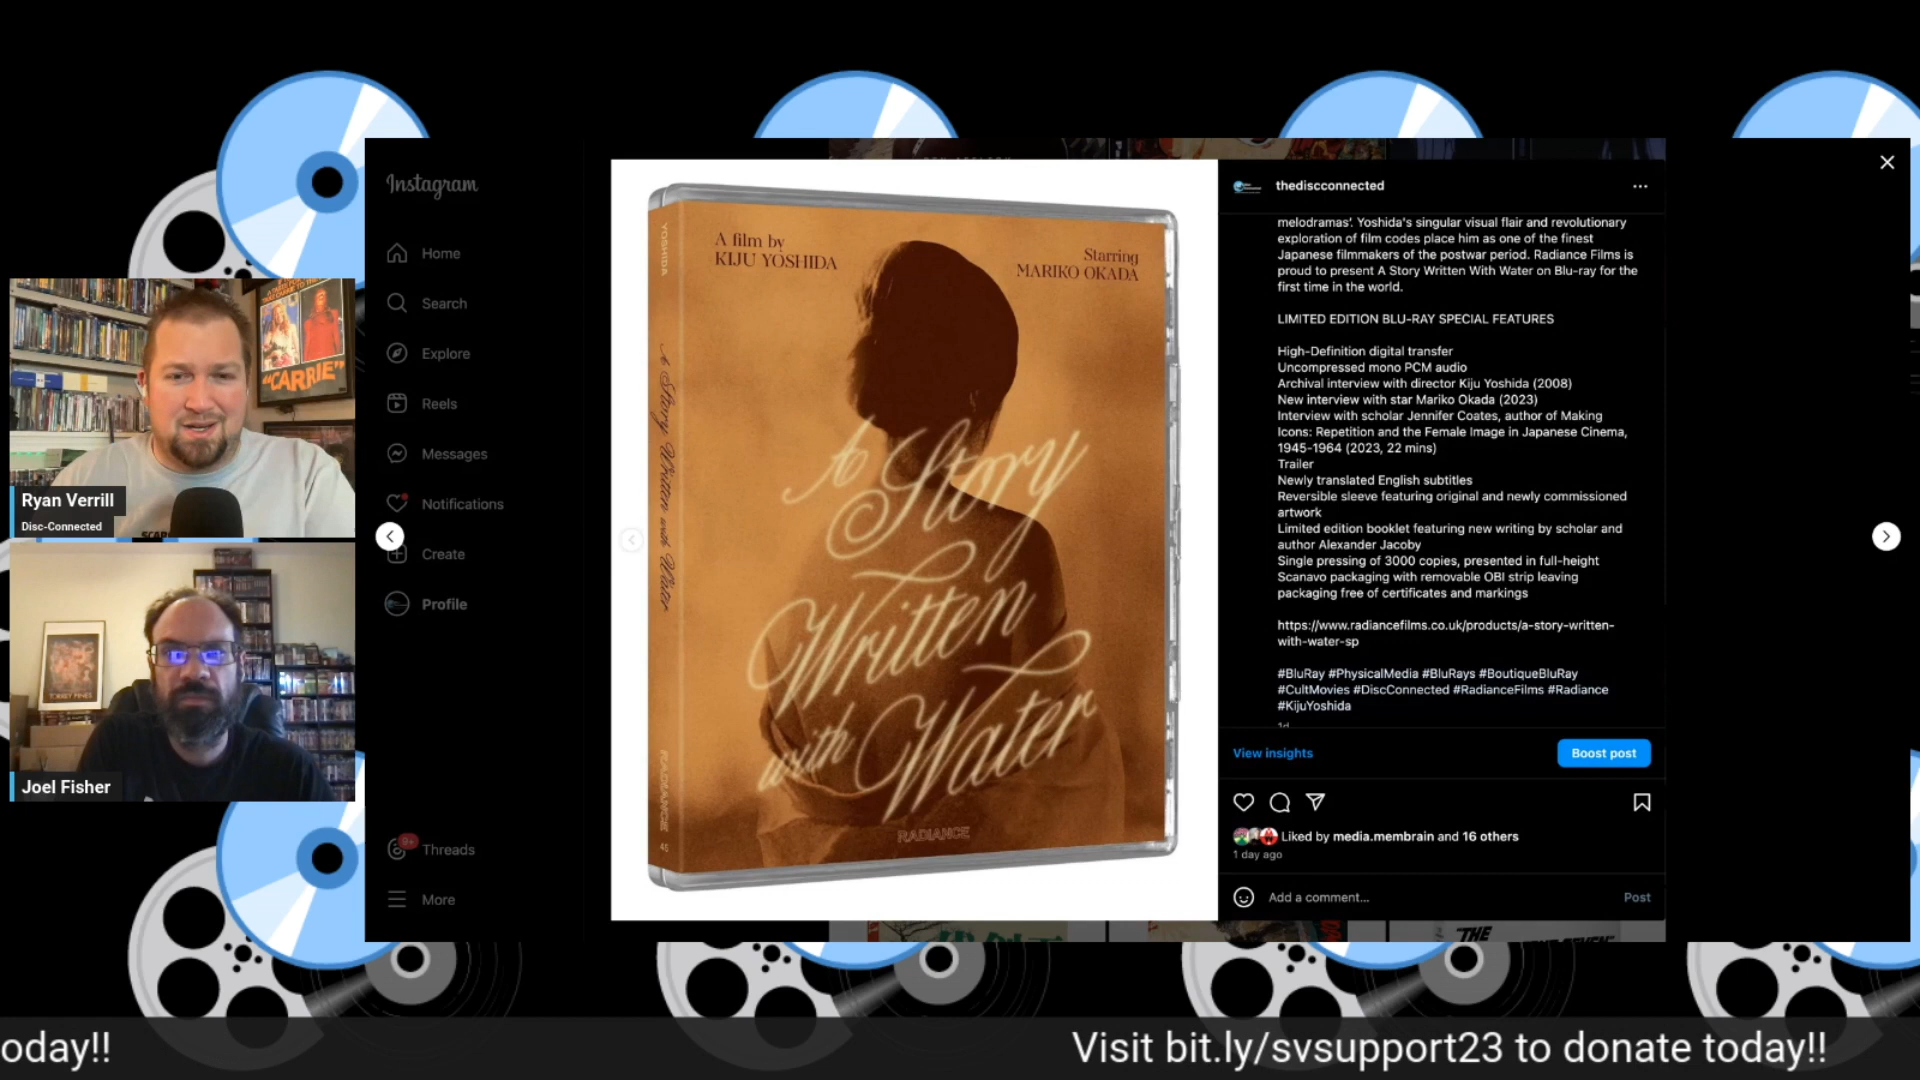 Instagram
Home
Search
Explore
Reels
Messages
Notifications
Create
Profile
9+
Threads
More
"CARRIE"
Ryan Verrill
Disc-Connected
Joel Fisher
YOSHIDA
A Story Written with Water
RADIANCE
45
A film by
KIJU YOSHIDA
Starring
MARIKO OKADA
A Story
Written
with Water
RADIANCE
thediscconnected
melodramas'. Yoshida's singular visual flair and revolutionary
exploration of film codes place him as one of the finest
Japanese filmmakers of the postwar period. Radiance Films is
proud to present A Story Written With Water on Blu-ray for the
first time in the world.
LIMITED EDITION BLU-RAY SPECIAL FEATURES
High-Definition digital transfer
Uncompressed mono PCM audio
Archival interview with director Kiju Yoshida (2008)
New interview with star Mariko Okada (2023)
Interview with scholar Jennifer Coates, author of Making
Icons: Repetition and the Female Image in Japanese Cinema,
1945-1964 (2023, 22 mins)
Trailer
Newly translated English subtitles
Reversible sleeve featuring original and newly commissioned
artwork
Limited edition booklet featuring new writing by scholar and
author Alexander Jacoby
Single pressing of 3000 copies, presented in full-height
Scanavo packaging with removable OBI strip leaving
packaging free of certificates and markings
https://www.radiancefilms.co.uk/products/a-story-written-
with-water-sp
#BluRay #PhysicalMedia #BluRays #BoutiqueBluRay
#CultMovies #DiscConnected #RadianceFilms #Radiance
#KijuYoshida
1d
View insights
Boost post
Liked by media.membrain and 16 others
1 day ago
Add a comment...
Post
THE
oday!!
Visit bit.ly/svsupport23 to donate today!!